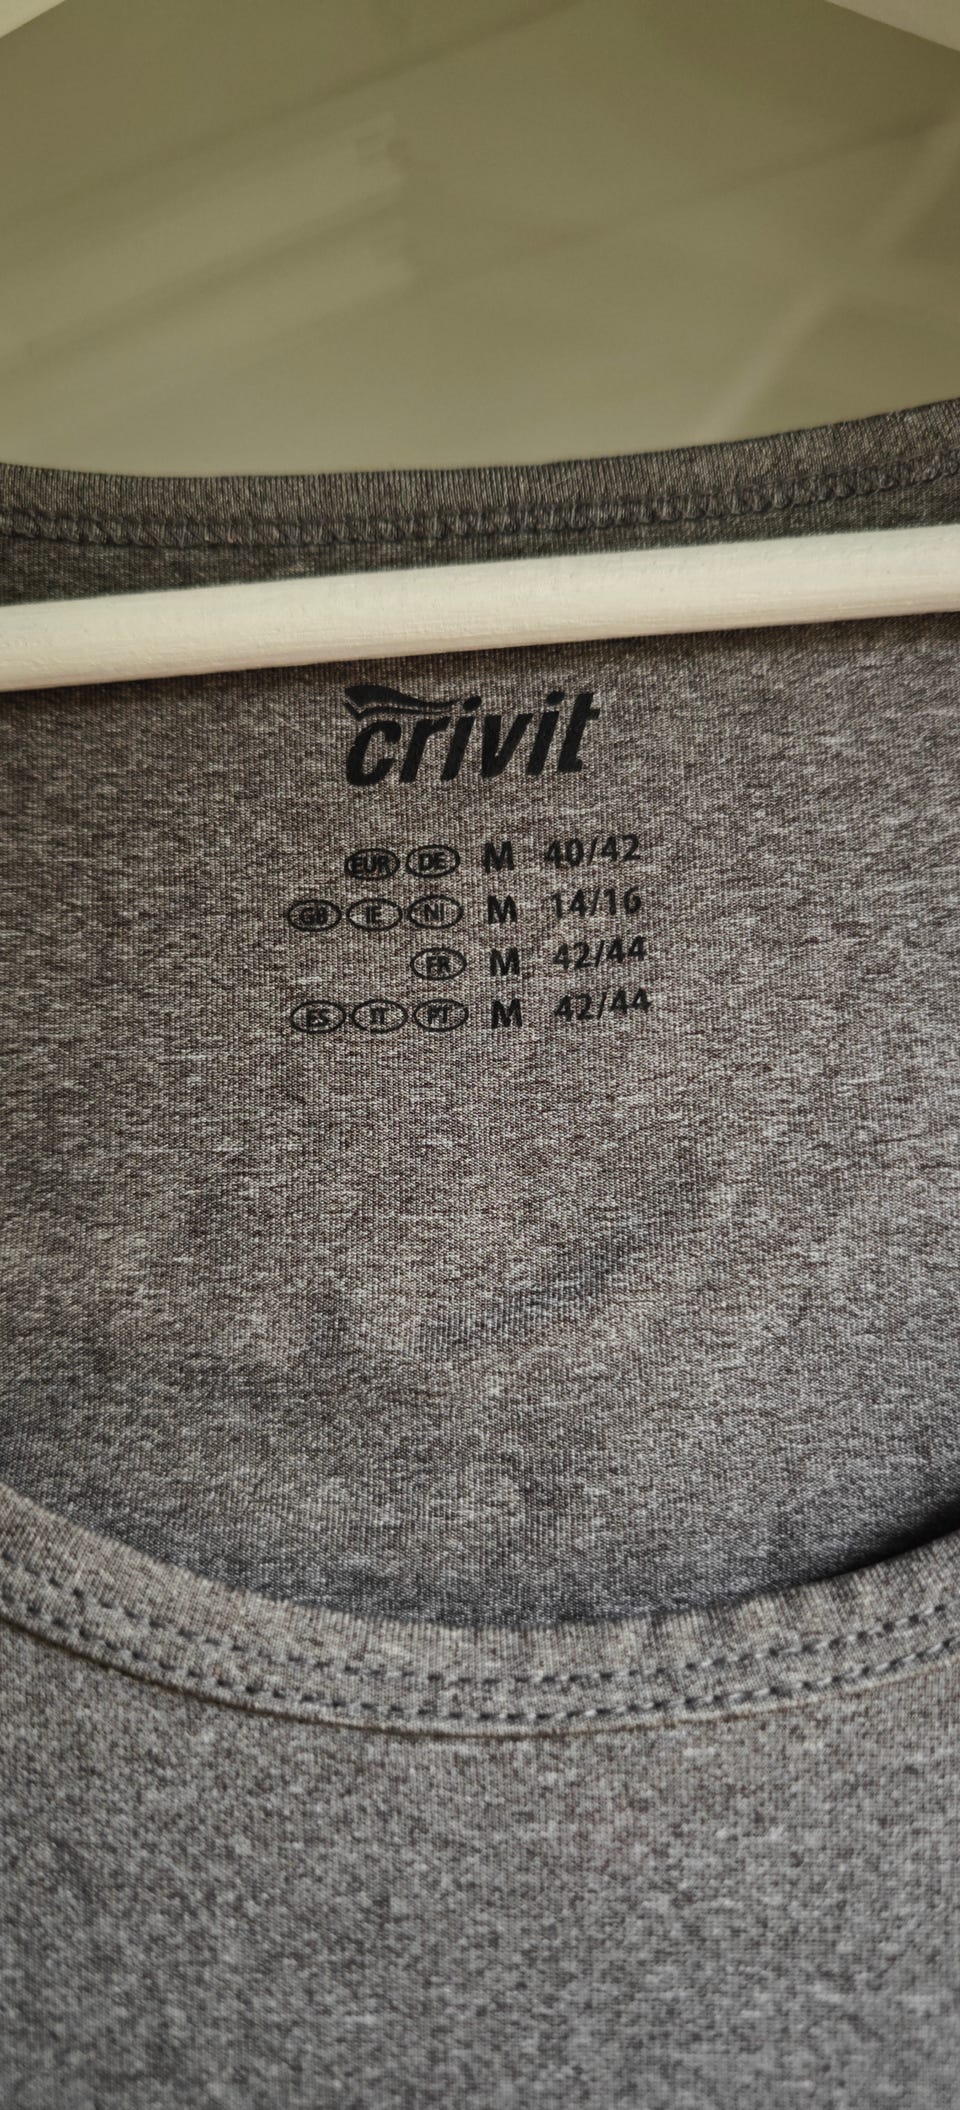 crivit
EUR DE M 40/42
GB IE NI M 14/16
FR M 42/44
ES IT PT M 42/44